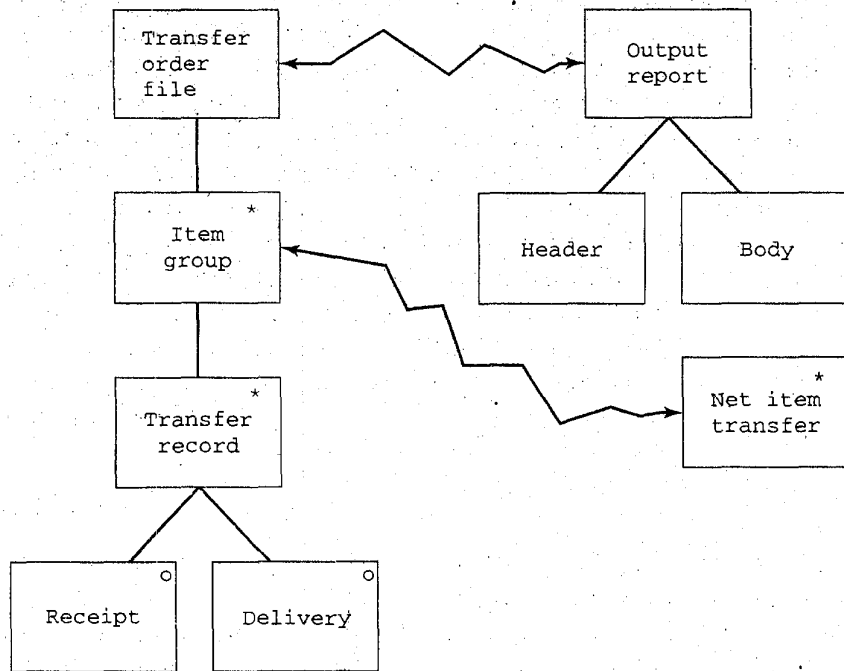 Transfer
order
file
Output
report
*
Item
group
Header
Body
*
Transfer
record
*
Net item
transfer
o
Receipt
o
Delivery